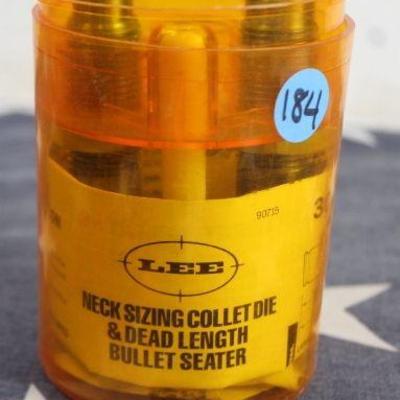 184
90715
LEE
NECK SIZING COLLET DIE
& DEAD LENGTH
BULLET SEATER